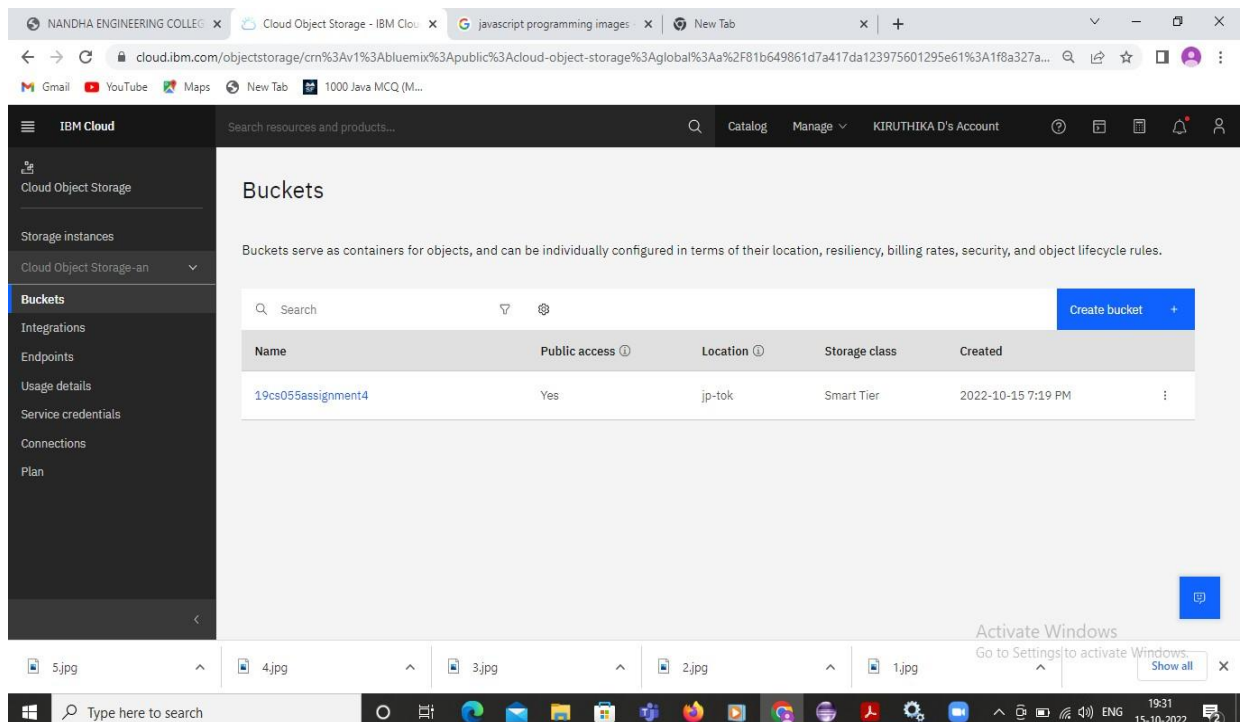 NANDHA ENGINEERING COLLEG
Cloud Object Storage - IBM Clou
javascript programming images -
New Tab
cloud.ibm.com/objectstorage/crn%3Av1%3Abluemix%3Apublic%3Acloud-object-storage%3Aglobal%3Aa%2F81b649861d7a417da123975601295e61%3A1f8a327a...
Gmail YouTube Maps New Tab 1000 Java MCQ (M...
IBM Cloud Search resources and products... Catalog Manage KIRUTHIKA D's Account
Cloud Object Storage
Storage instances
Cloud Object Storage-an
Buckets
Integrations
Endpoints
Usage details
Service credentials
Connections
Plan
Buckets
Buckets serve as containers for objects, and can be individually configured in terms of their location, resiliency, billing rates, security, and object lifecycle rules.
Search Create bucket +
Name Public access Location Storage class Created
19cs055assignment4 Yes jp-tok Smart Tier 2022-10-15 7:19 PM
Activate Windows
Go to Settings to activate Windows.
5.jpg 4.jpg 3.jpg 2.jpg 1.jpg Show all
Type here to search ENG 19:31
15-10-2022